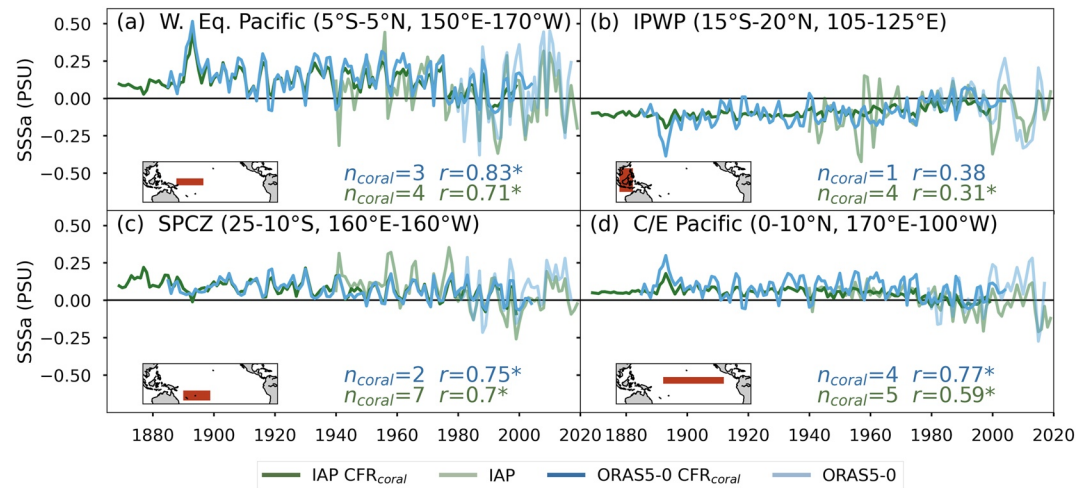 (a) W. Eq. Pacific (5°S-5°N, 150°E-170°W)
(b) IPWP (15°S-20°N, 105-125°E)
0.50
0.25
0.00
−0.25
−0.50
SSSa (PSU)
n_coral=3 r=0.83*
n_coral=4 r=0.71*
n_coral=1 r=0.38
n_coral=4 r=0.31*
(c) SPCZ (25-10°S, 160°E-160°W)
(d) C/E Pacific (0-10°N, 170°E-100°W)
0.50
0.25
0.00
−0.25
−0.50
SSSa (PSU)
n_coral=2 r=0.75*
n_coral=7 r=0.7*
n_coral=4 r=0.77*
n_coral=5 r=0.59*
1880 1900 1920 1940 1960 1980 2000 2020
1880 1900 1920 1940 1960 1980 2000 2020
IAP CFR_coral IAP ORAS5-0 CFR_coral ORAS5-0